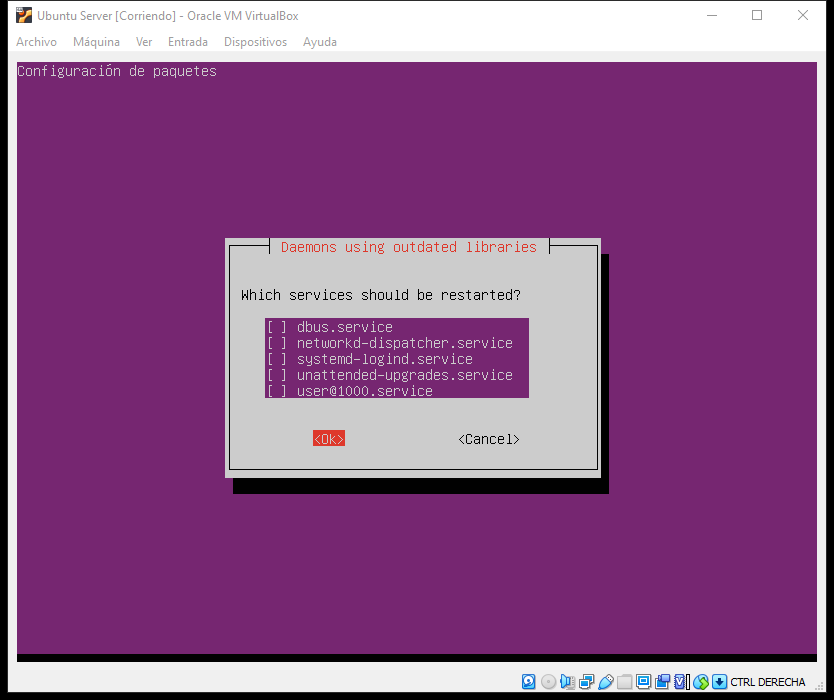 Ubuntu Server [Corriendo] - Oracle VM VirtualBox
Archivo Máquina Ver Entrada Dispositivos Ayuda
Configuración de paquetes
Daemons using outdated libraries
Which services should be restarted?
[ ] dbus.service
[ ] networkd-dispatcher.service
[ ] systemd-logind.service
[ ] unattended-upgrades.service
[ ] user@1000.service
<Ok> <Cancel>
CTRL DERECHA